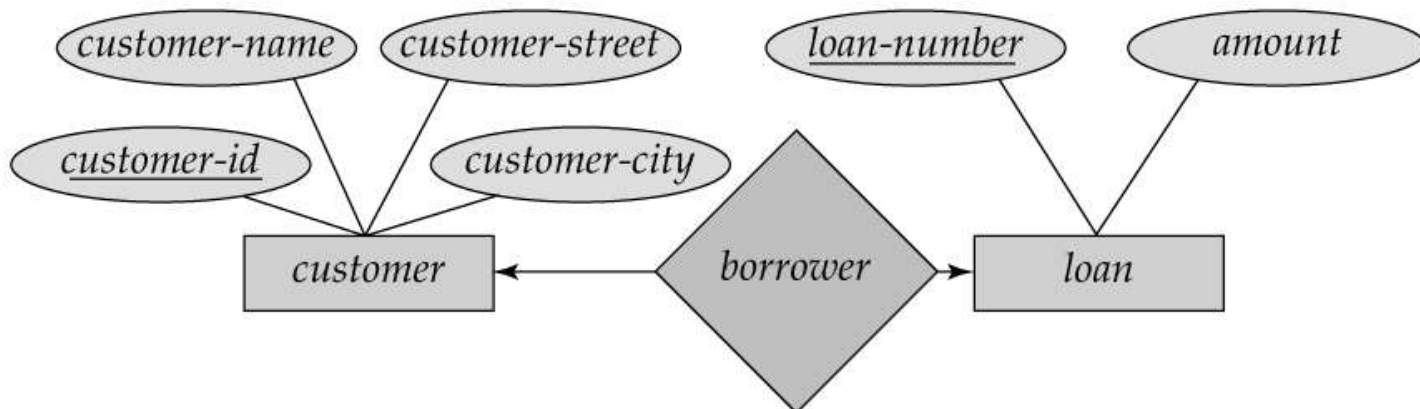 customer-name
customer-street
loan-number
amount
customer-id
customer-city
customer
borrower
loan